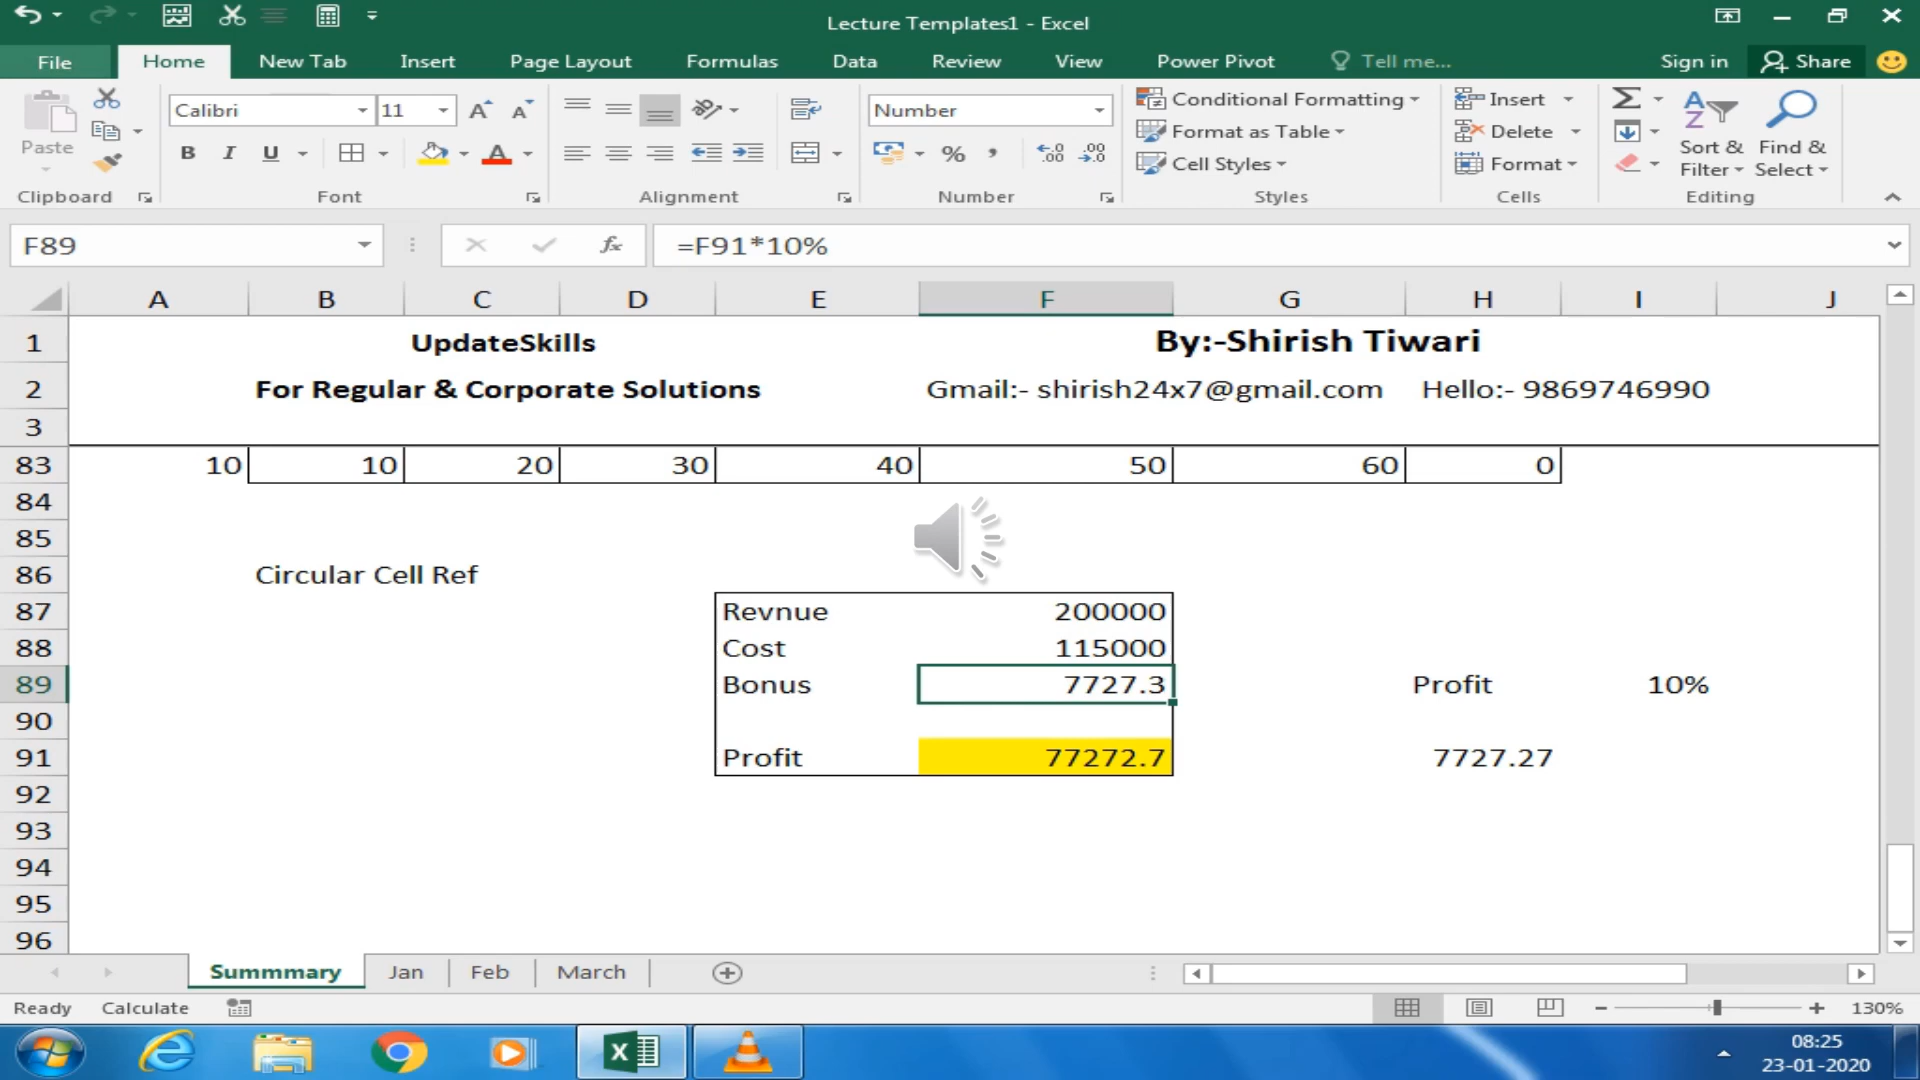 Lecture Templates1 - Excel
File Home New Tab Insert Page Layout Formulas Data Review View Power Pivot Tell me... Sign in Share
Paste Calibri 11 Number Conditional Formatting Format as Table Cell Styles Insert Delete Format Sort & Filter Find & Select
B I U % , .00 .0
Clipboard Font Alignment Number Styles Cells Editing
F89 fx =F91*10%
A B C D E F G H I J
1 UpdateSkills By:-Shirish Tiwari
2 For Regular & Corporate Solutions Gmail:- shirish24x7@gmail.com Hello:- 9869746990
3
83 10 10 20 30 40 50 60 0
84
85
86 Circular Cell Ref
87 Revnue 200000
88 Cost 115000
89 Bonus 7727.3 Profit 10%
90
91 Profit 77272.7 7727.27
92
93
94
95
96
Summmary Jan Feb March
Ready Calculate 130%
08:25
23-01-2020